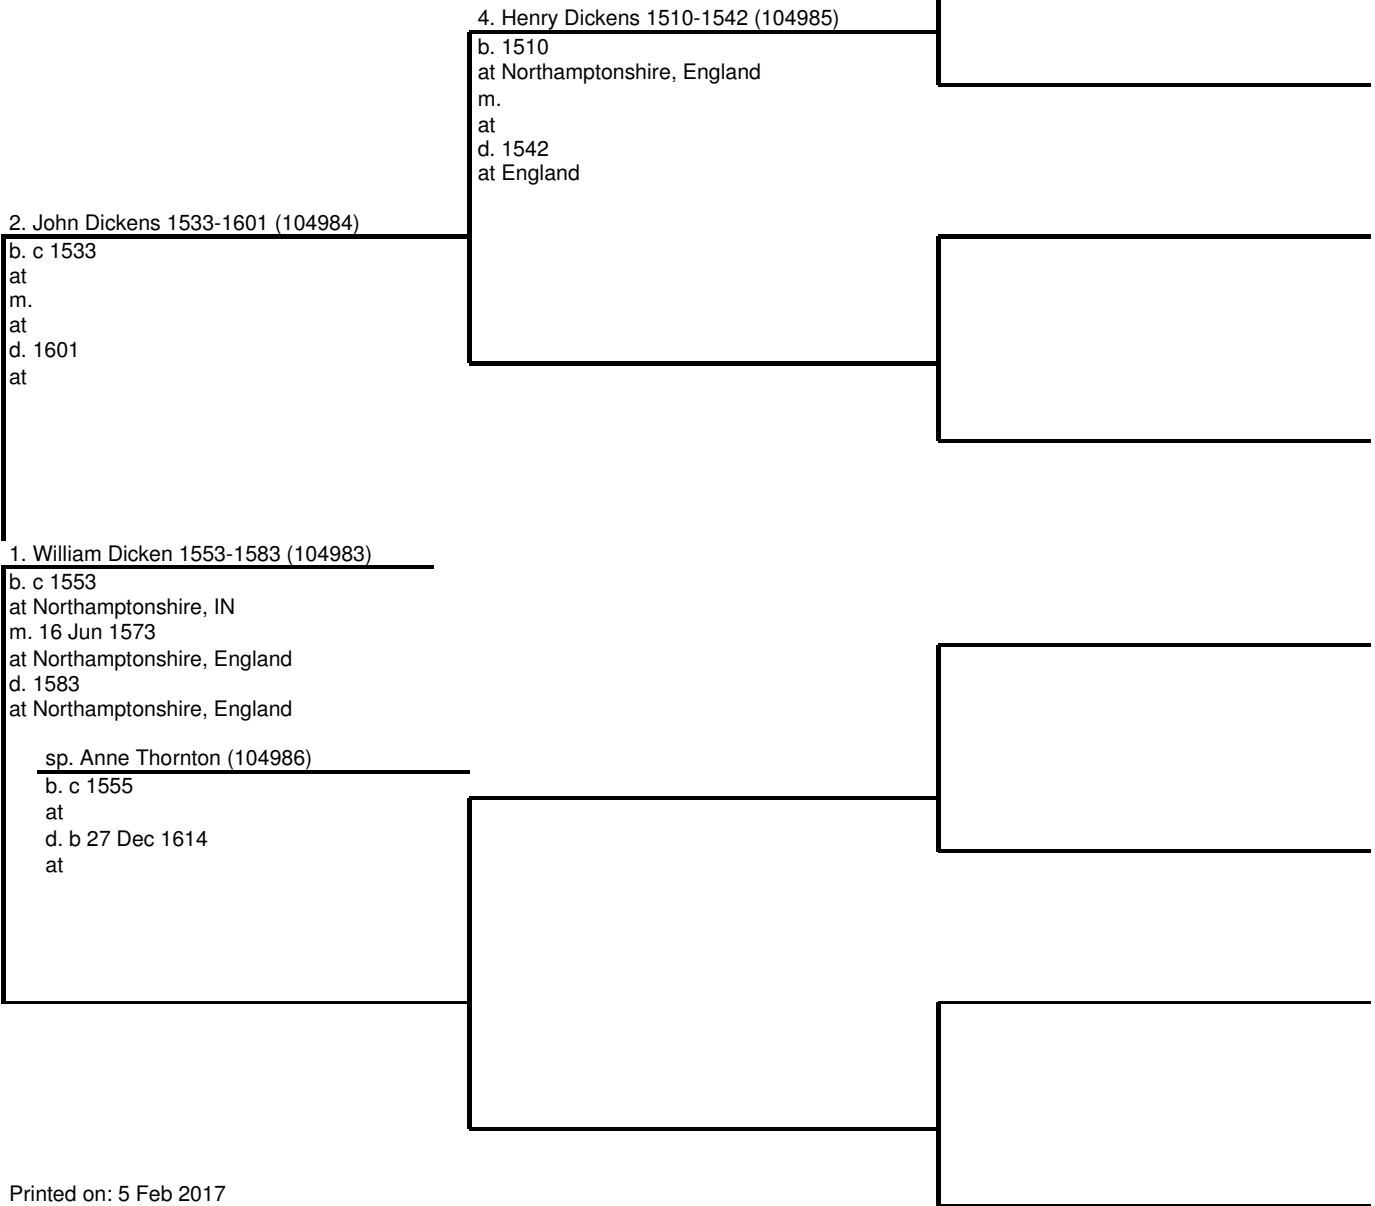 4. Henry Dickens 1510-1542 (104985)
b. 1510
at Northamptonshire, England
m.
at
d. 1542
at England
2. John Dickens 1533-1601 (104984)
b. c 1533
at
m.
at
d. 1601
at
1. William Dicken 1553-1583 (104983)
b. c 1553
at Northamptonshire, IN
m. 16 Jun 1573
at Northamptonshire, England
d. 1583
at Northamptonshire, England
sp. Anne Thornton (104986)
b. c 1555
at
d. b 27 Dec 1614
at
Printed on: 5 Feb 2017